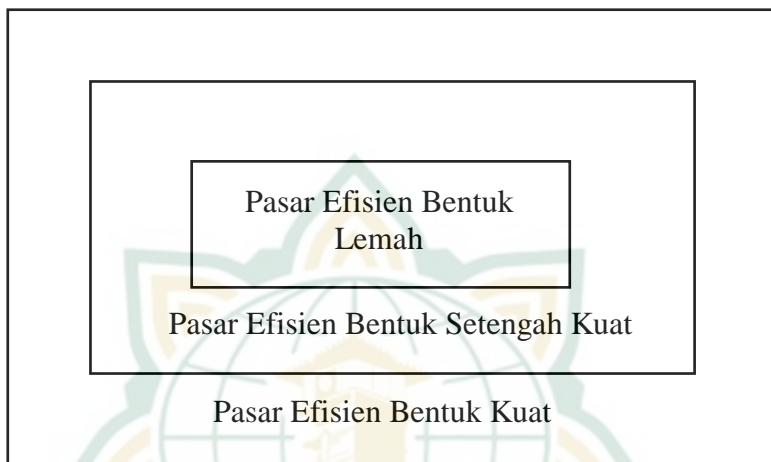 Pasar Efisien Bentuk
Lemah
Pasar Efisien Bentuk Setengah Kuat
Pasar Efisien Bentuk Kuat